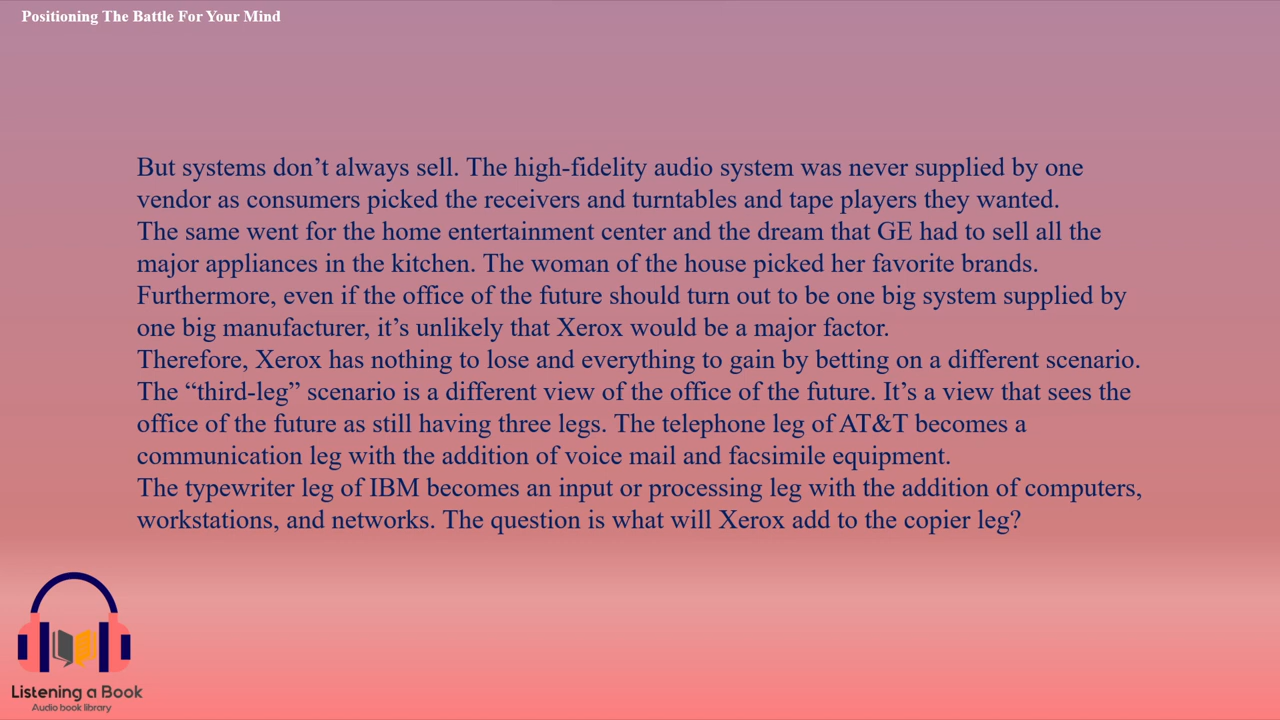 Positioning The Battle For Your Mind
But systems don’t always sell. The high-fidelity audio system was never supplied by one
vendor as consumers picked the receivers and turntables and tape players they wanted.
The same went for the home entertainment center and the dream that GE had to sell all the
major appliances in the kitchen. The woman of the house picked her favorite brands.
Furthermore, even if the office of the future should turn out to be one big system supplied by
one big manufacturer, it’s unlikely that Xerox would be a major factor.
Therefore, Xerox has nothing to lose and everything to gain by betting on a different scenario.
The “third-leg” scenario is a different view of the office of the future. It’s a view that sees the
office of the future as still having three legs. The telephone leg of AT&T becomes a
communication leg with the addition of voice mail and facsimile equipment.
The typewriter leg of IBM becomes an input or processing leg with the addition of computers,
workstations, and networks. The question is what will Xerox add to the copier leg?
Listening a Book
Audio book library